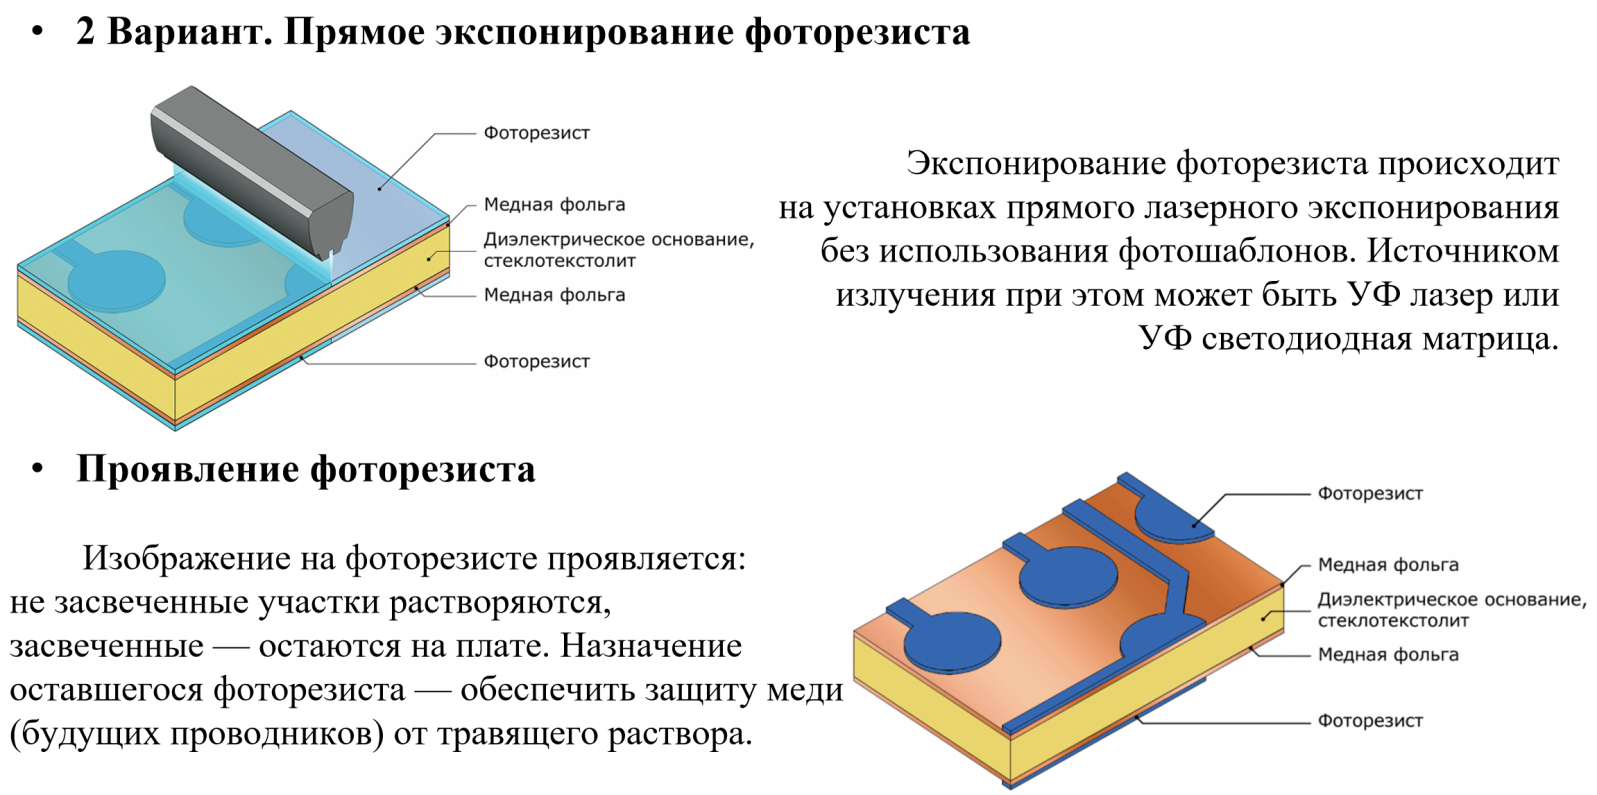 • 2 Вариант. Прямое экспонирование фоторезиста
Фоторезист
Медная фольга
Диэлектрическое основание,
стеклотекстолит
Медная фольга
Фоторезист
Экспонирование фоторезиста происходит
на установках прямого лазерного экспонирования
без использования фотошаблонов. Источником
излучения при этом может быть УФ лазер или
УФ светодиодная матрица.
• Проявление фоторезиста
Изображение на фоторезисте проявляется:
не засвеченные участки растворяются,
засвеченные — остаются на плате. Назначение
оставшегося фоторезиста — обеспечить защиту меди
(будущих проводников) от травящего раствора.
Фоторезист
Медная фольга
Диэлектрическое основание,
стеклотекстолит
Медная фольга
Фоторезист